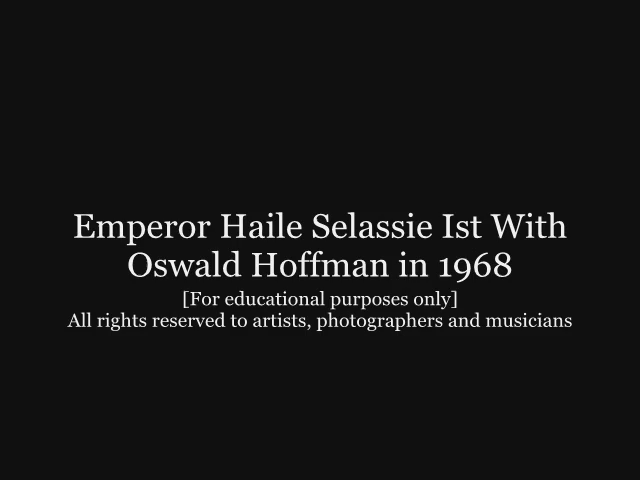 Emperor Haile Selassie Ist With
Oswald Hoffman in 1968
[For educational purposes only]
All rights reserved to artists, photographers and musicians